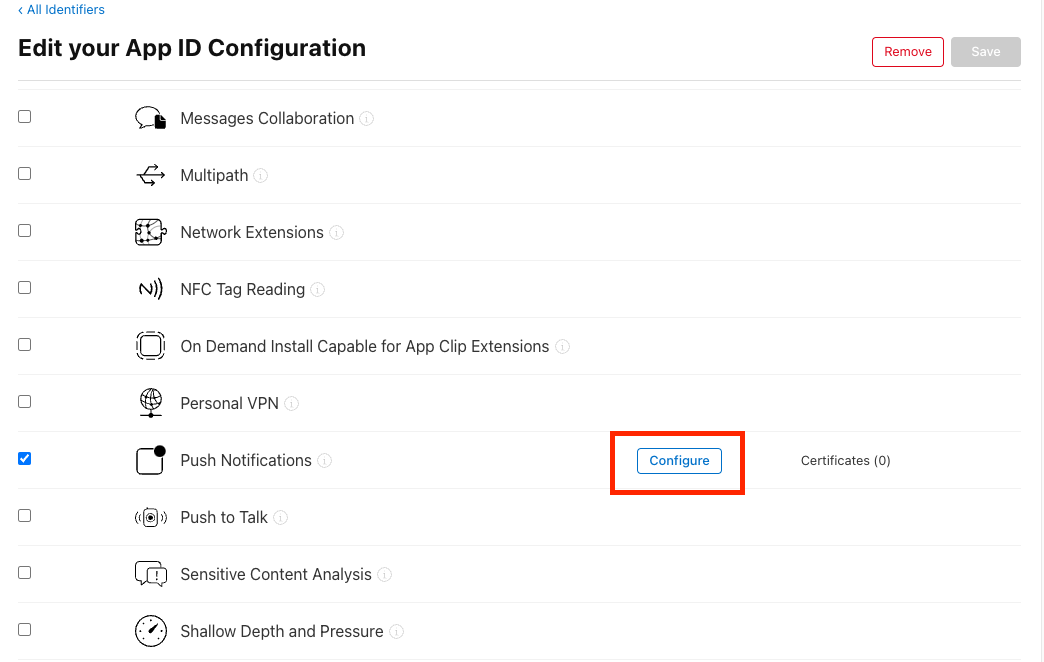 ‹ All Identifiers
Edit your App ID Configuration
Remove
Save
Messages Collaboration
Multipath
Network Extensions
NFC Tag Reading
On Demand Install Capable for App Clip Extensions
Personal VPN
Push Notifications
Configure
Certificates (0)
Push to Talk
Sensitive Content Analysis
Shallow Depth and Pressure